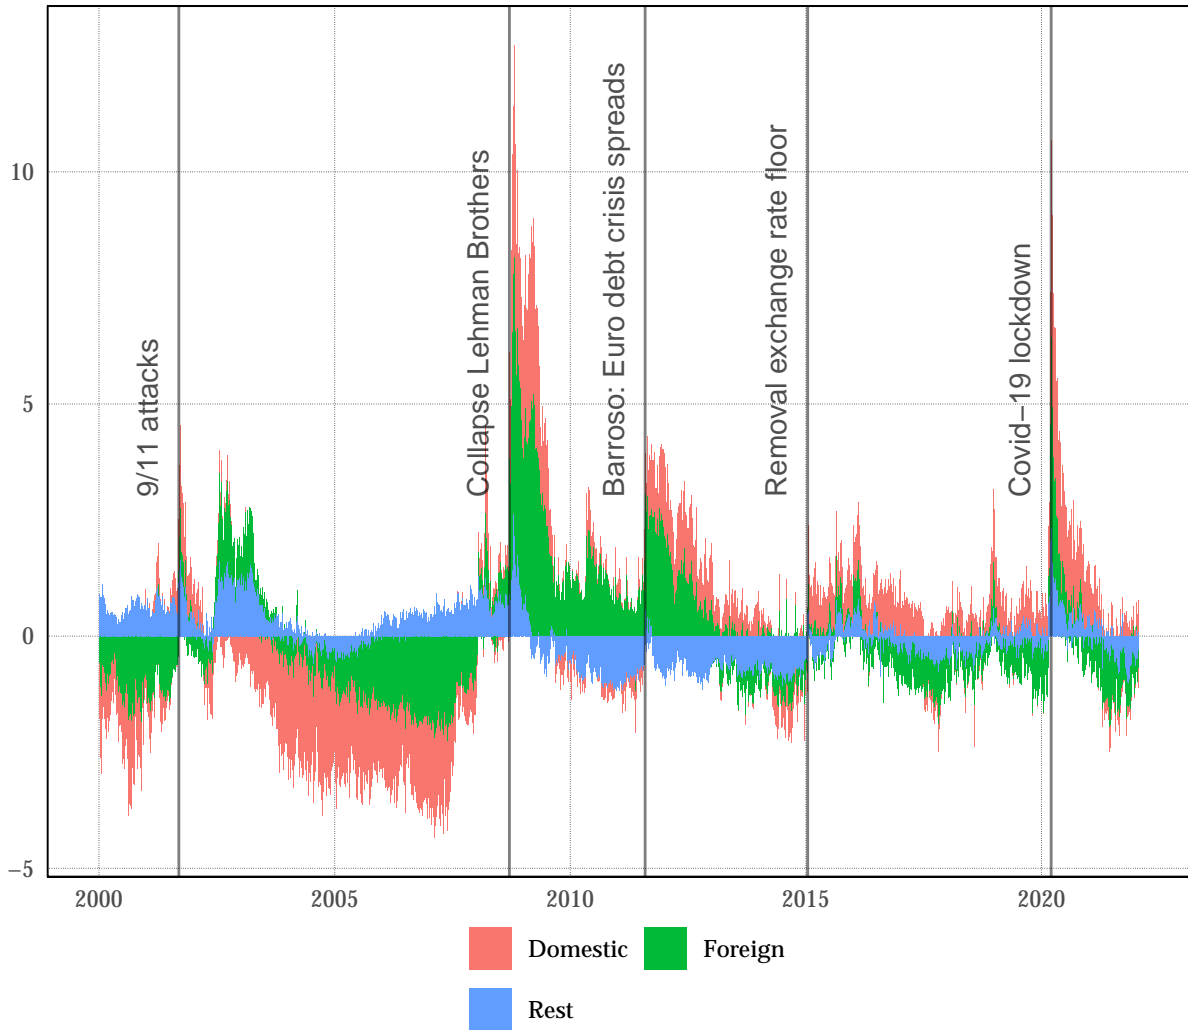 10
5
0
−5
9/11 attacks
Collapse Lehman Brothers
Barroso: Euro debt crisis spreads
Removal exchange rate floor
Covid−19 lockdown
2000 2005 2010 2015 2020
Domestic Foreign
Rest